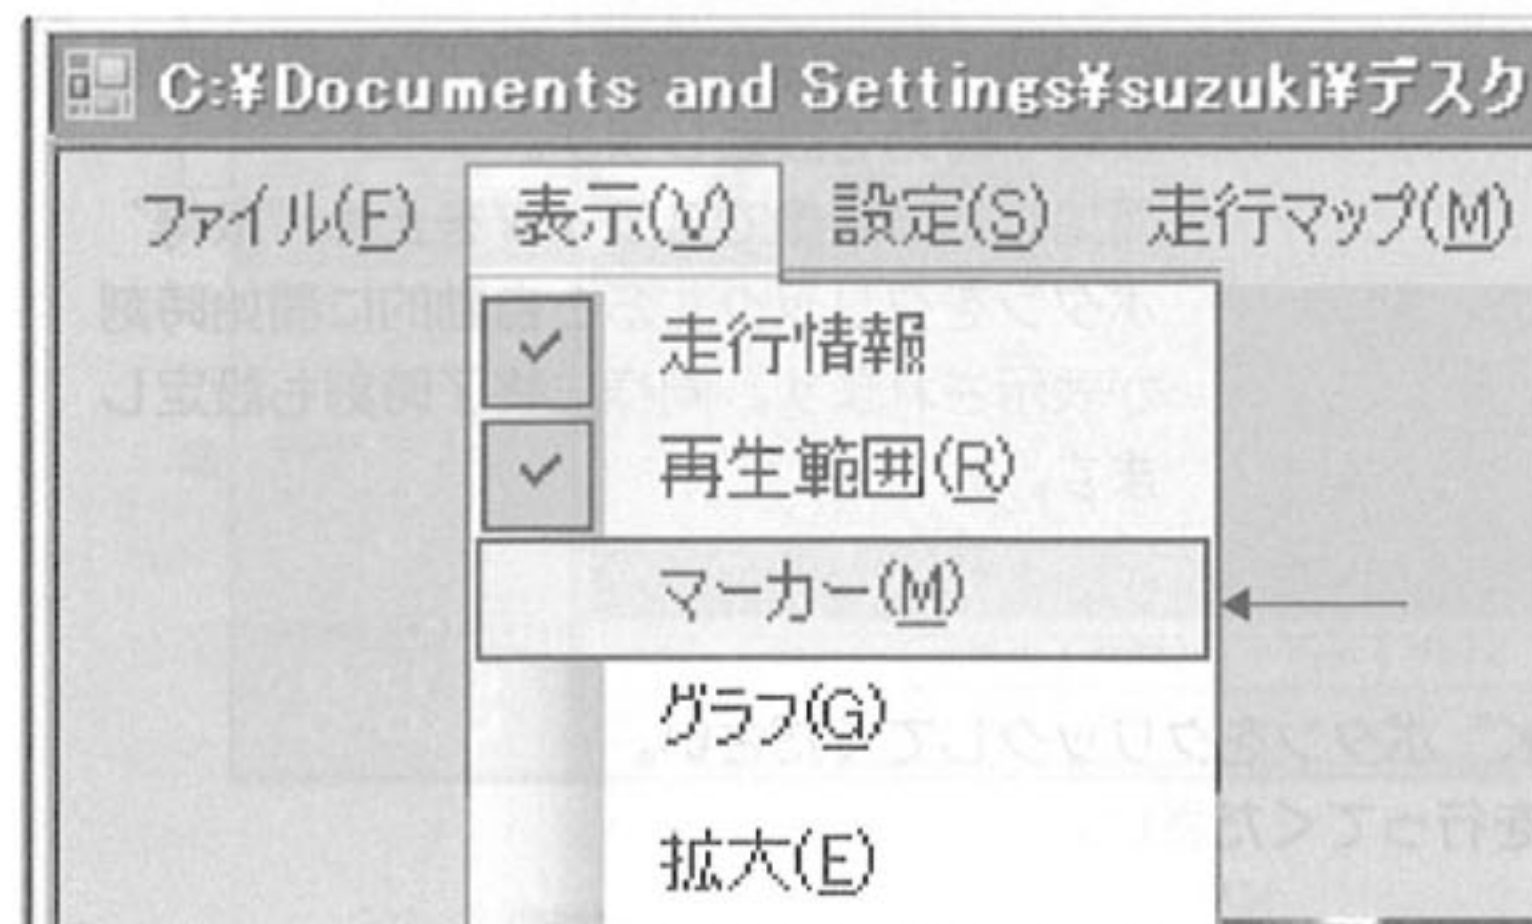 C:¥Documents and Settings¥suzuki¥デスク
ファイル(F) 表示(V) 設定(S) 走行マップ(M)
走行情報
再生範囲(R)
マーカー(M)
グラフ(G)
拡大(E)